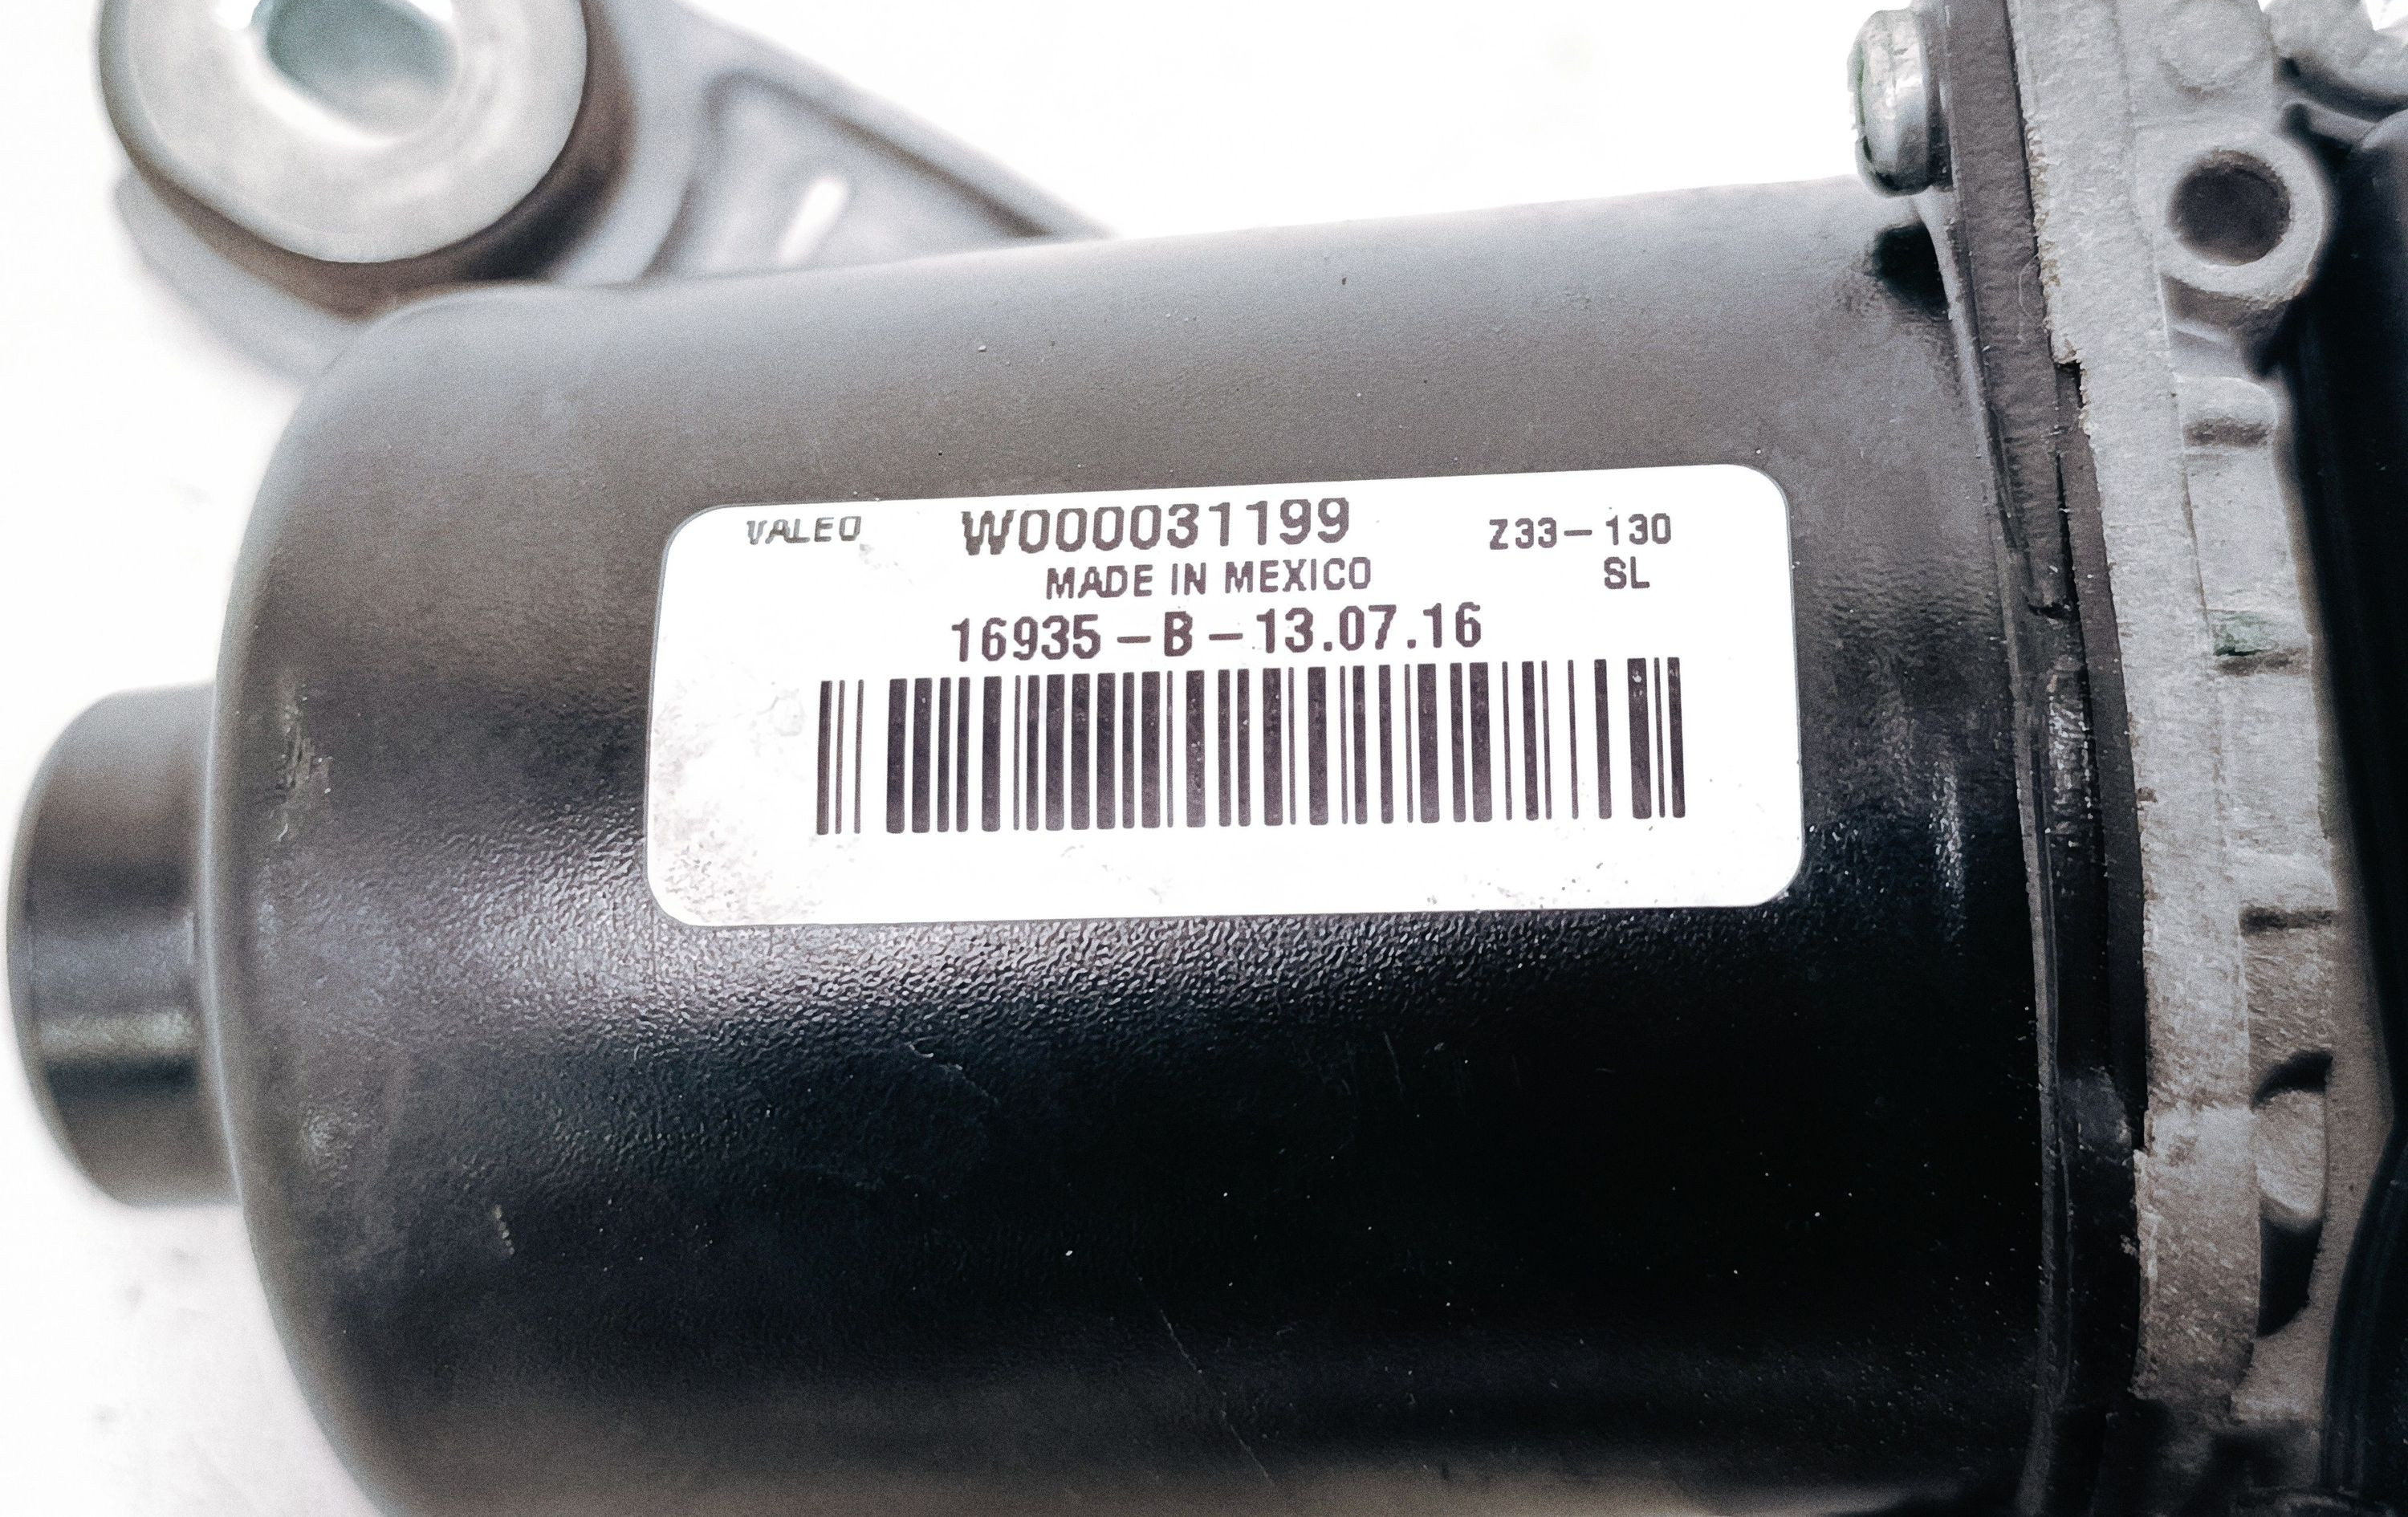 VALEO W000031199 Z33-130
MADE IN MEXICO SL
16935-B-13.07.16